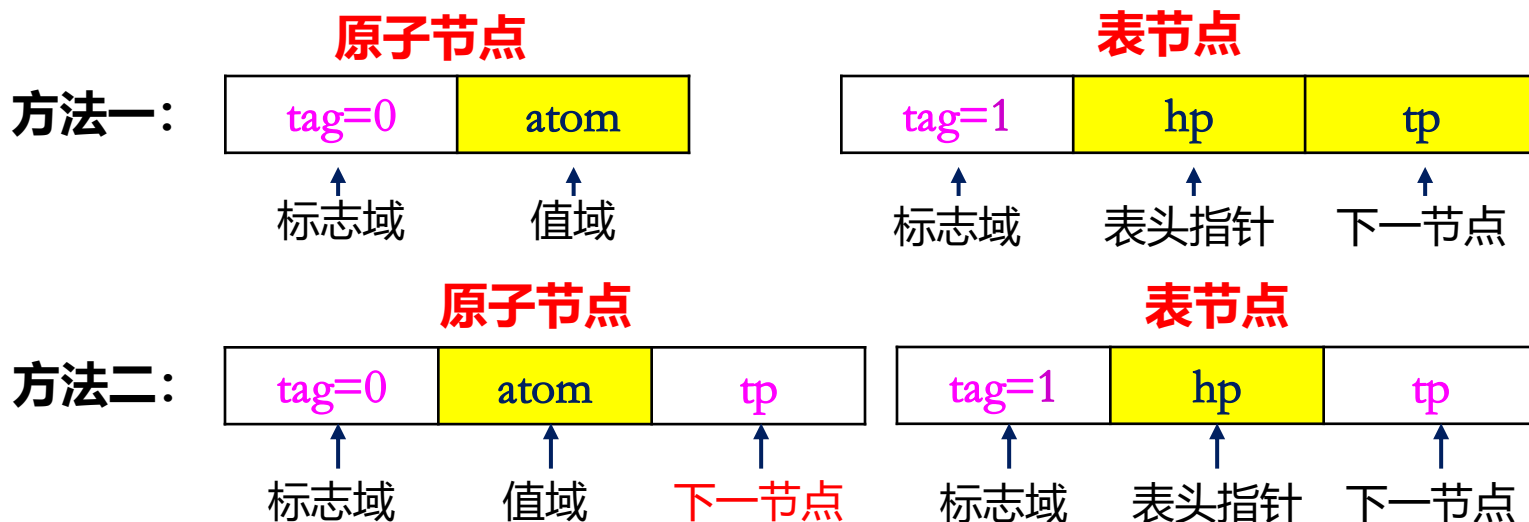 原子节点 表节点
方法一: tag=0 atom tag=1 hp tp
标志域 值域 标志域 表头指针 下一节点
原子节点 表节点
方法二: tag=0 atom tp tag=1 hp tp
标志域 值域 下一节点 标志域 表头指针 下一节点